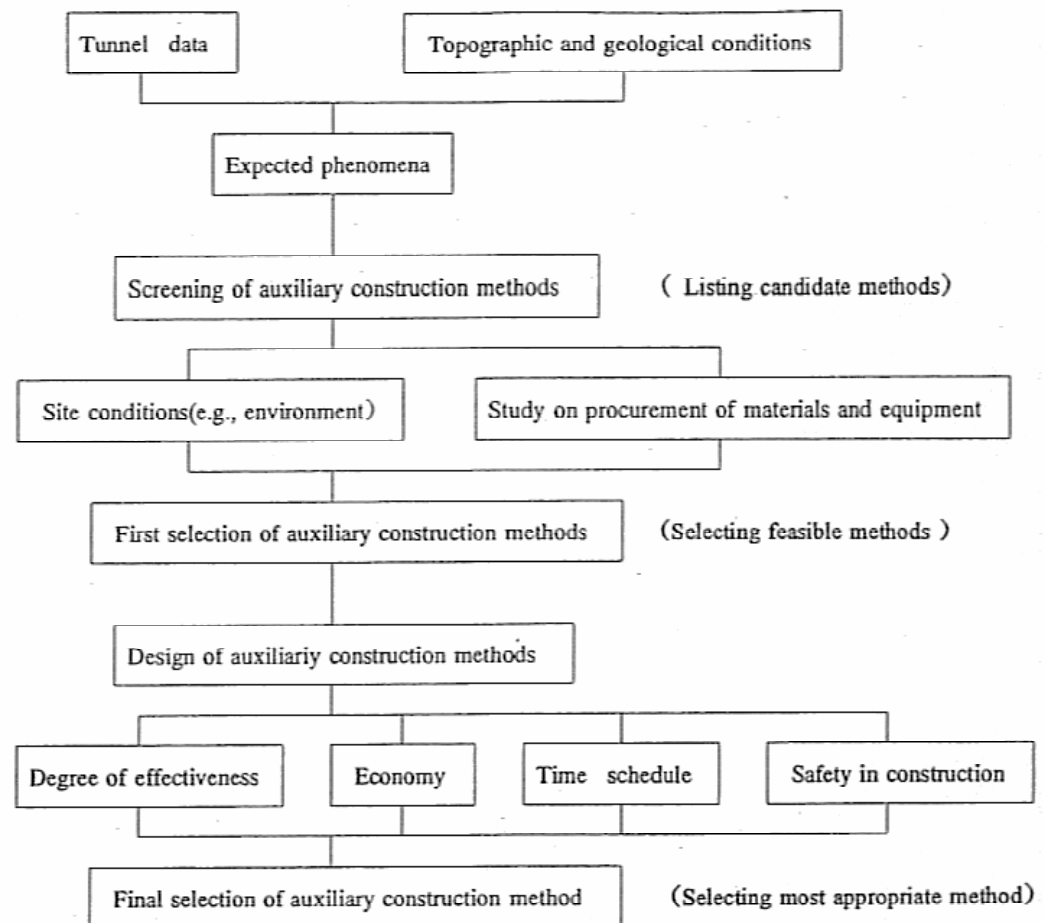 Tunnel data
Topographic and geological conditions
Expected phenomena
Screening of auxiliary construction methods
( Listing candidate methods)
Site conditions(e.g., environment)
Study on procurement of materials and equipment
First selection of auxiliary construction methods
(Selecting feasible methods )
Design of auxiliariy construction methods
Degree of effectiveness
Economy
Time schedule
Safety in construction
Final selection of auxiliary construction method
(Selecting most appropriate method)